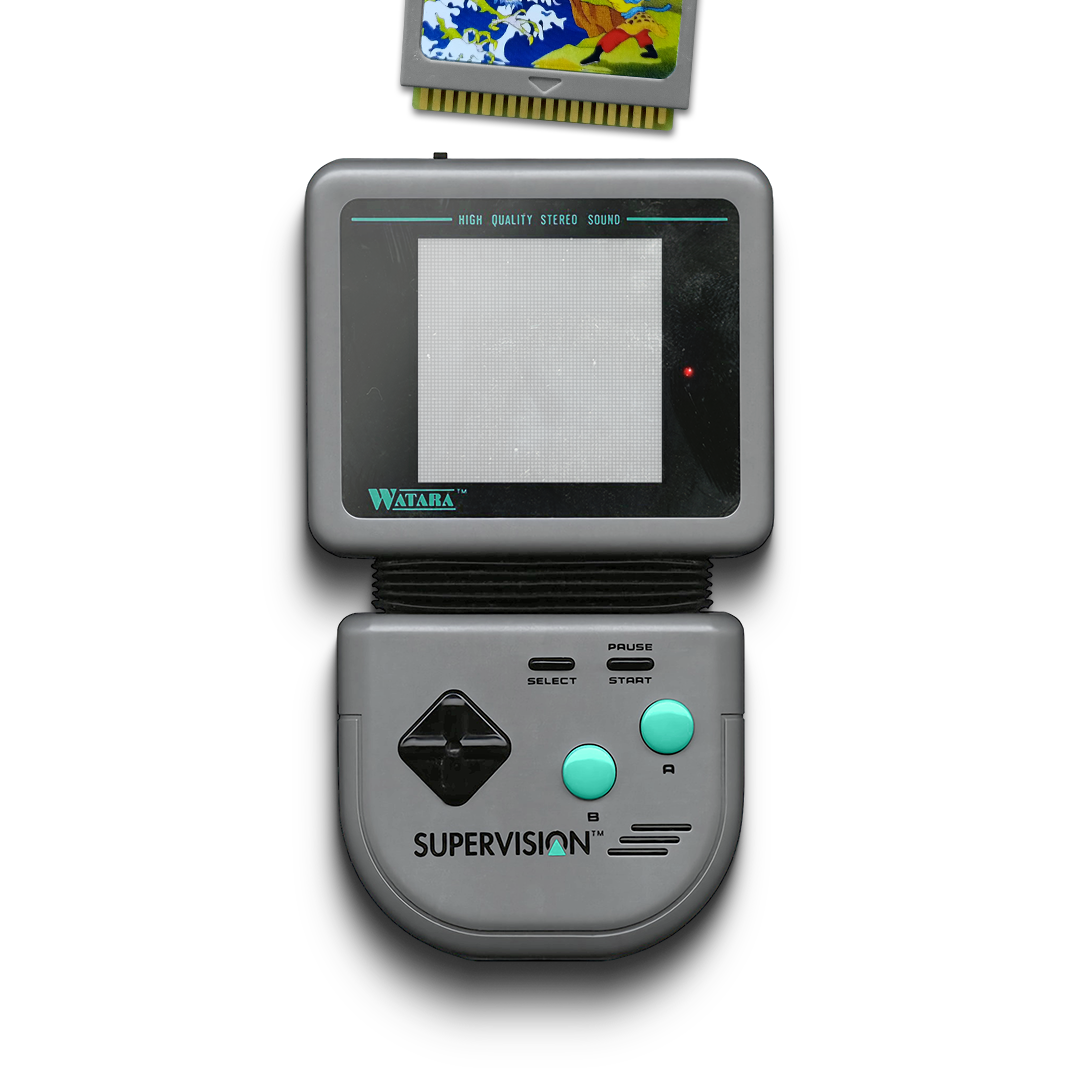 HIGH QUALITY STEREO SOUND
WATARA™
PAUSE
SELECT START
A
B
SUPERVISION™